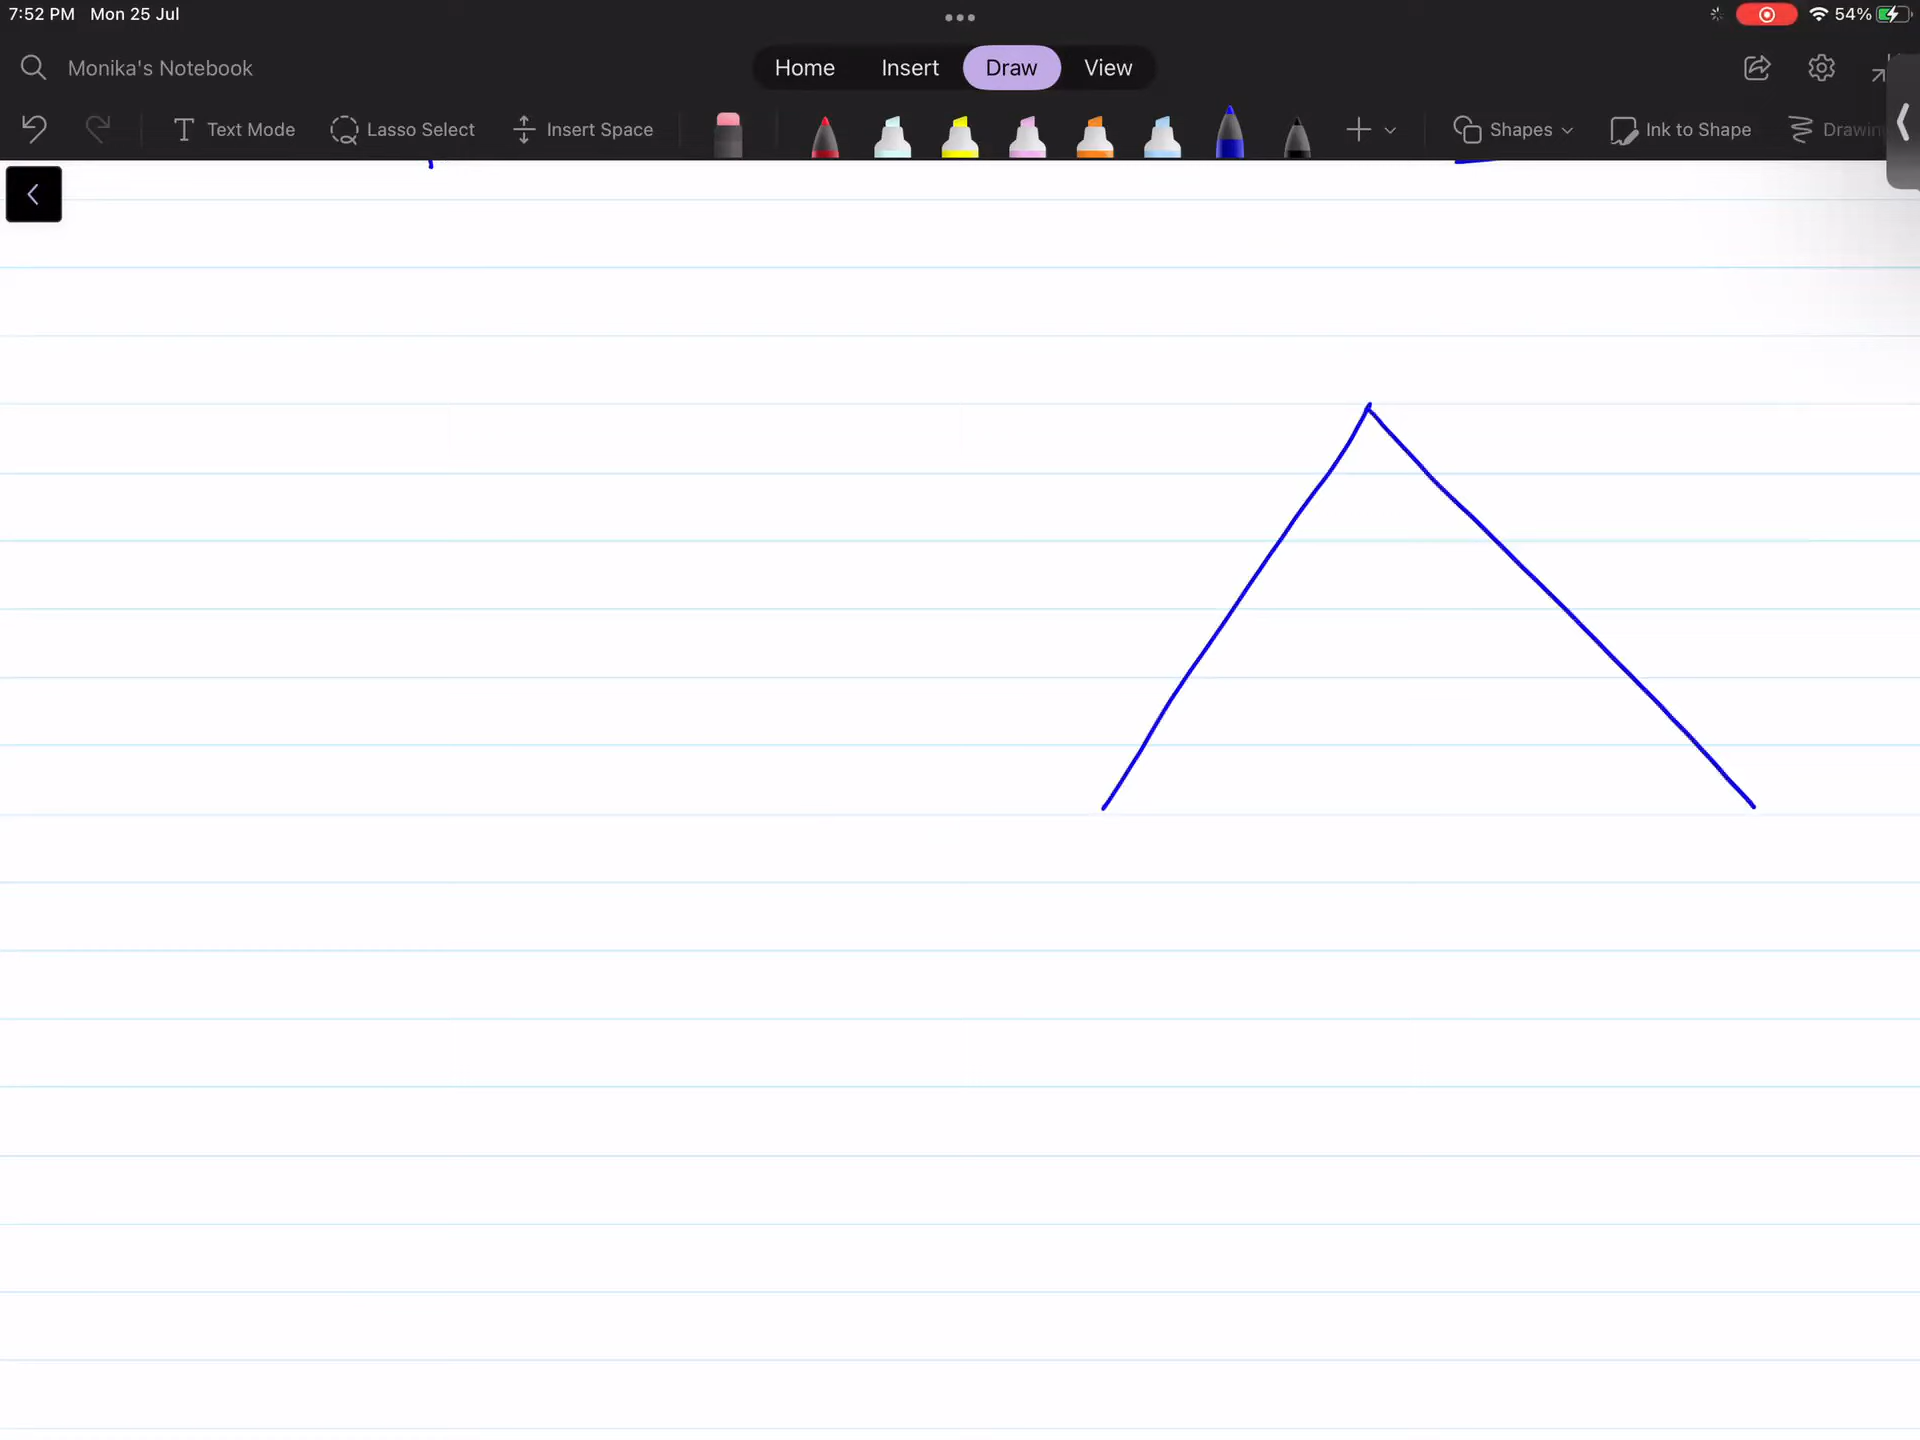 7:52 PM Mon 25 Jul
54%
Monika's Notebook
Home Insert Draw View
Text Mode Lasso Select Insert Space Shapes Ink to Shape